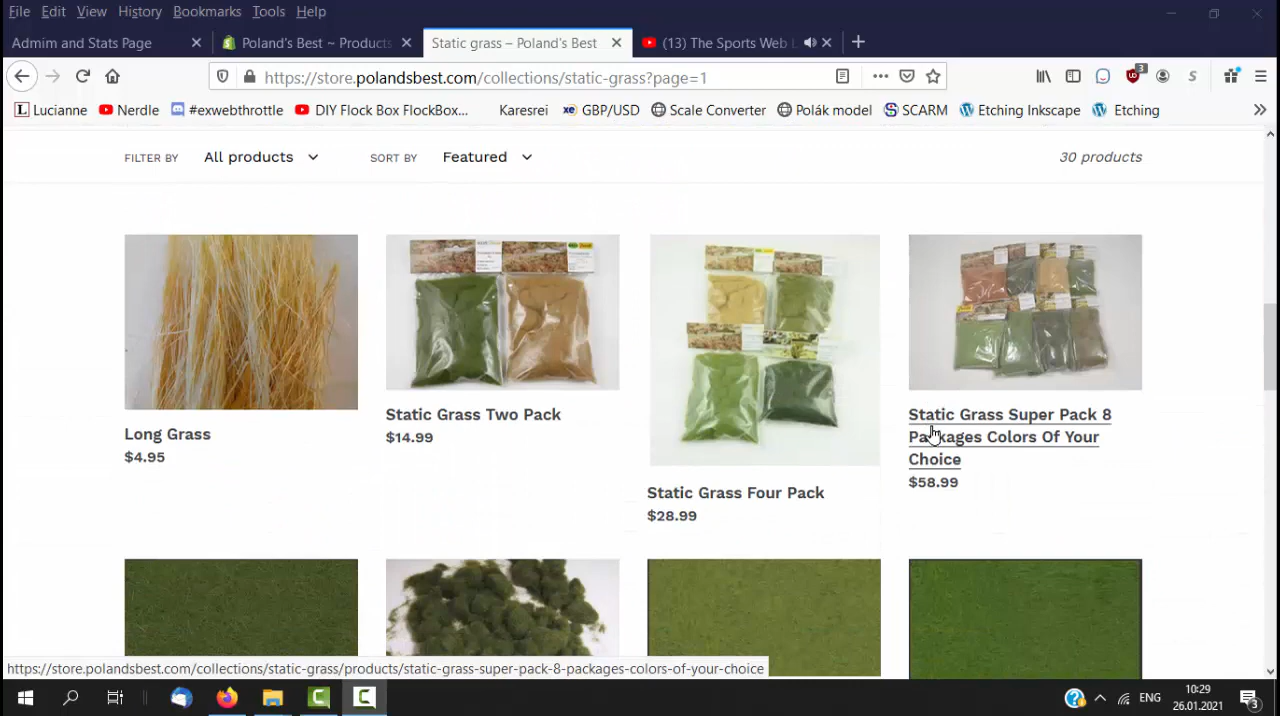 File Edit View History Bookmarks Tools Help
Admim and Stats Page
Poland's Best ~ Products
Static grass – Poland's Best
(13) The Sports Web
https://store.polandsbest.com/collections/static-grass?page=1
3
Lucianne
Nerdle
#exwebthrottle
DIY Flock Box FlockBox...
Karesrei
GBP/USD
Scale Converter
Polák model
SCARM
Etching Inkscape
Etching
FILTER BY All products
SORT BY Featured
30 products
Long Grass
$4.95
Static Grass Two Pack
$14.99
Static Grass Four Pack
$28.99
Static Grass Super Pack 8
Packages Colors Of Your
Choice
$58.99
https://store.polandsbest.com/collections/static-grass/products/static-grass-super-pack-8-packages-colors-of-your-choice
ENG
10:29
26.01.2021
3